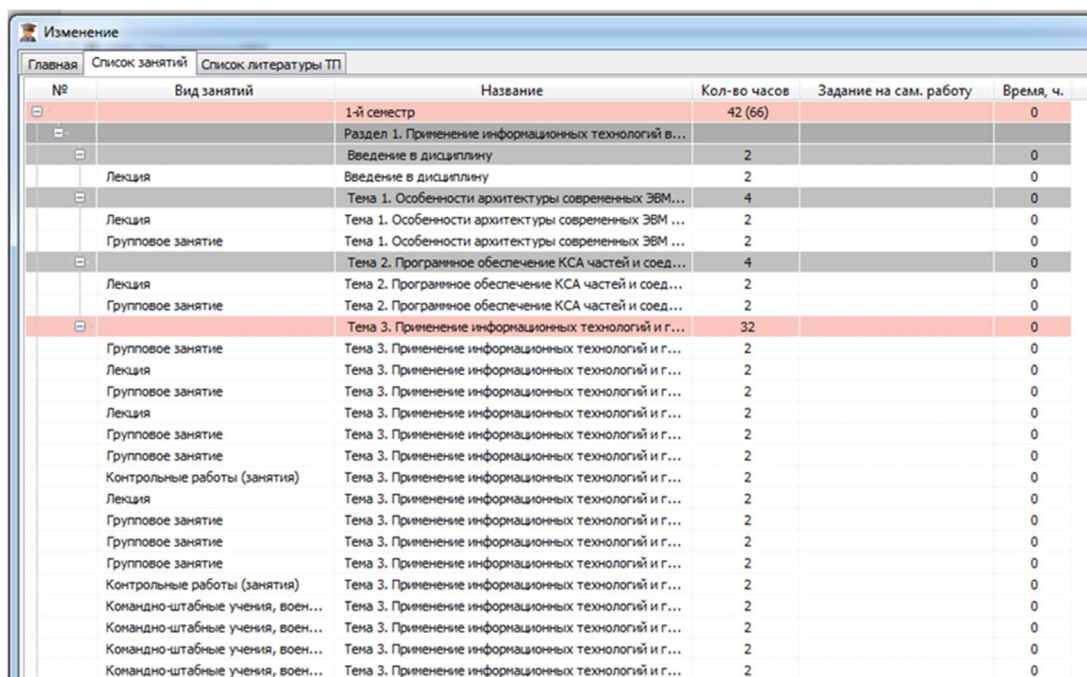 Изменение
Главная Список занятий Список литературы ТП
№ Вид занятий Название Кол-во часов Задание на сам. работу Время, ч.
1-й семестр 42 (66) 0
Раздел 1. Применение информационных технологий в...
Введение в дисциплину 2 0
Лекция Введение в дисциплину 2 0
Тема 1. Особенности архитектуры современных ЭВМ... 4 0
Лекция Тема 1. Особенности архитектуры современных ЭВМ ... 2 0
Групповое занятие Тема 1. Особенности архитектуры современных ЭВМ ... 2 0
Тема 2. Программное обеспечение КСА частей и соед... 4 0
Лекция Тема 2. Программное обеспечение КСА частей и соед... 2 0
Групповое занятие Тема 2. Программное обеспечение КСА частей и соед... 2 0
Тема 3. Применение информационных технологий и г... 32 0
Групповое занятие Тема 3. Применение информационных технологий и г... 2 0
Лекция Тема 3. Применение информационных технологий и г... 2 0
Групповое занятие Тема 3. Применение информационных технологий и г... 2 0
Лекция Тема 3. Применение информационных технологий и г... 2 0
Групповое занятие Тема 3. Применение информационных технологий и г... 2 0
Групповое занятие Тема 3. Применение информационных технологий и г... 2 0
Контрольные работы (занятия) Тема 3. Применение информационных технологий и г... 2 0
Лекция Тема 3. Применение информационных технологий и г... 2 0
Групповое занятие Тема 3. Применение информационных технологий и г... 2 0
Групповое занятие Тема 3. Применение информационных технологий и г... 2 0
Групповое занятие Тема 3. Применение информационных технологий и г... 2 0
Контрольные работы (занятия) Тема 3. Применение информационных технологий и г... 2 0
Командно-штабные учения, воен... Тема 3. Применение информационных технологий и г... 2 0
Командно-штабные учения, воен... Тема 3. Применение информационных технологий и г... 2 0
Командно-штабные учения, воен... Тема 3. Применение информационных технологий и г... 2 0
Командно-штабные учения, воен... Тема 3. Применение информационных технологий и г... 2 0